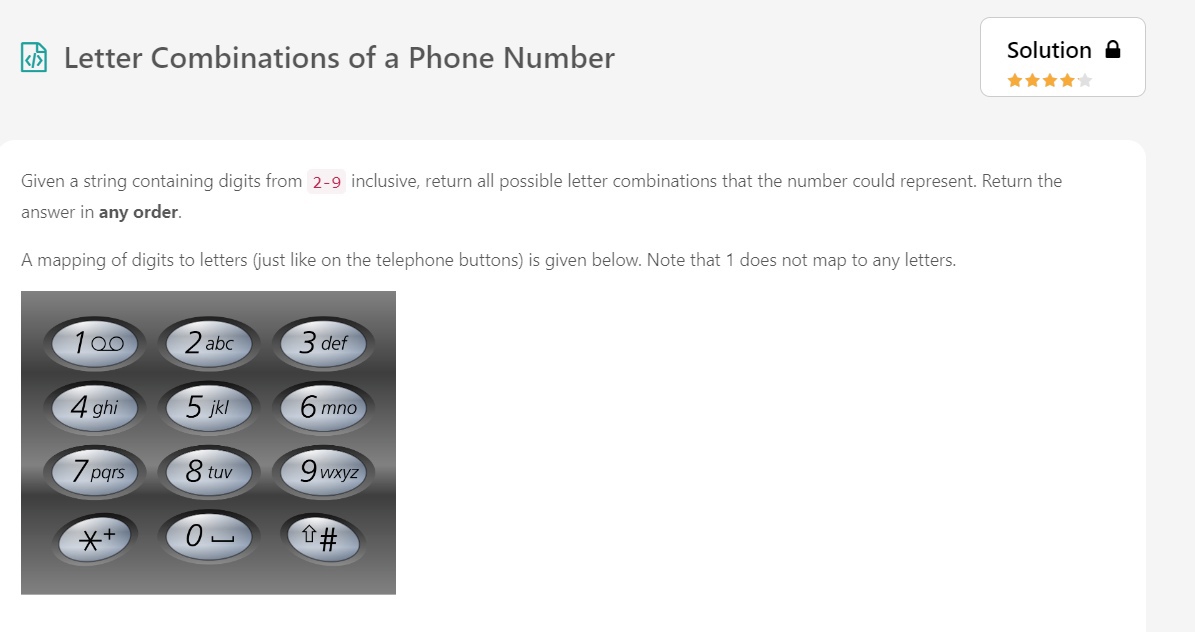 Letter Combinations of a Phone Number
Solution
Given a string containing digits from 2-9 inclusive, return all possible letter combinations that the number could represent. Return the
answer in any order.
A mapping of digits to letters (just like on the telephone buttons) is given below. Note that 1 does not map to any letters.
1 2 abc 3 def
4 ghi 5 jkl 6 mno
7 pqrs 8 tuv 9 wxyz
*+ 0 #